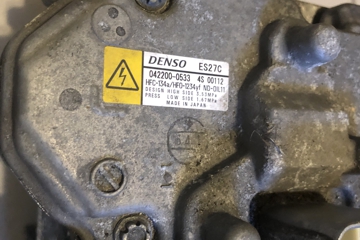 DENSO ES27C
042200-0533 4S 00112
HFC-134a/HFO-1234yf ND-OIL11
DESIGN HIGH SIDE 3.53MPa
PRESS LOW SIDE 1.67MPa
MADE IN JAPAN